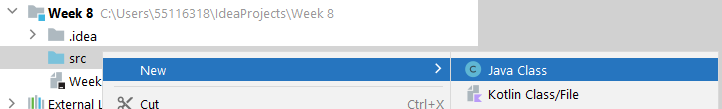 Week 8 C:\Users\55116318\IdeaProjects\Week 8
.idea
src
New
Java Class
Week
Kotlin Class/File
External L
Cut Ctrl+X